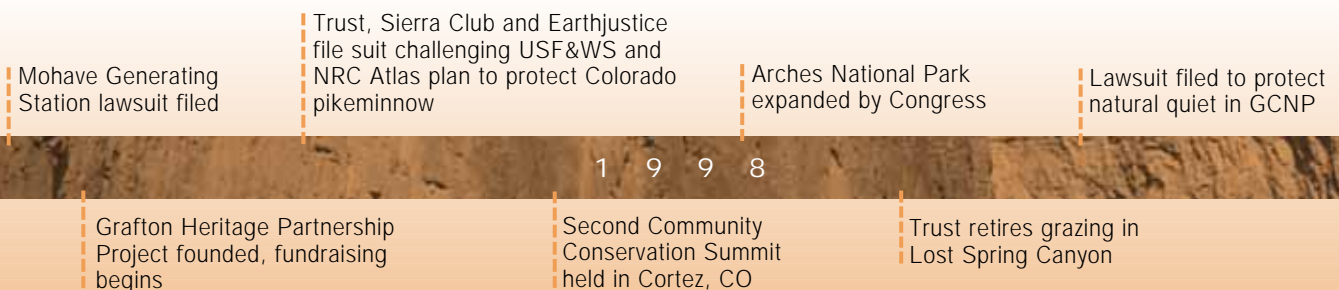 Mohave Generating
Station lawsuit filed
Trust, Sierra Club and Earthjustice
file suit challenging USF&WS and
NRC Atlas plan to protect Colorado
pikeminnow
Arches National Park
expanded by Congress
Lawsuit filed to protect
natural quiet in GCNP
1 9 9 8
Grafton Heritage Partnership
Project founded, fundraising
begins
Second Community
Conservation Summit
held in Cortez, CO
Trust retires grazing in
Lost Spring Canyon